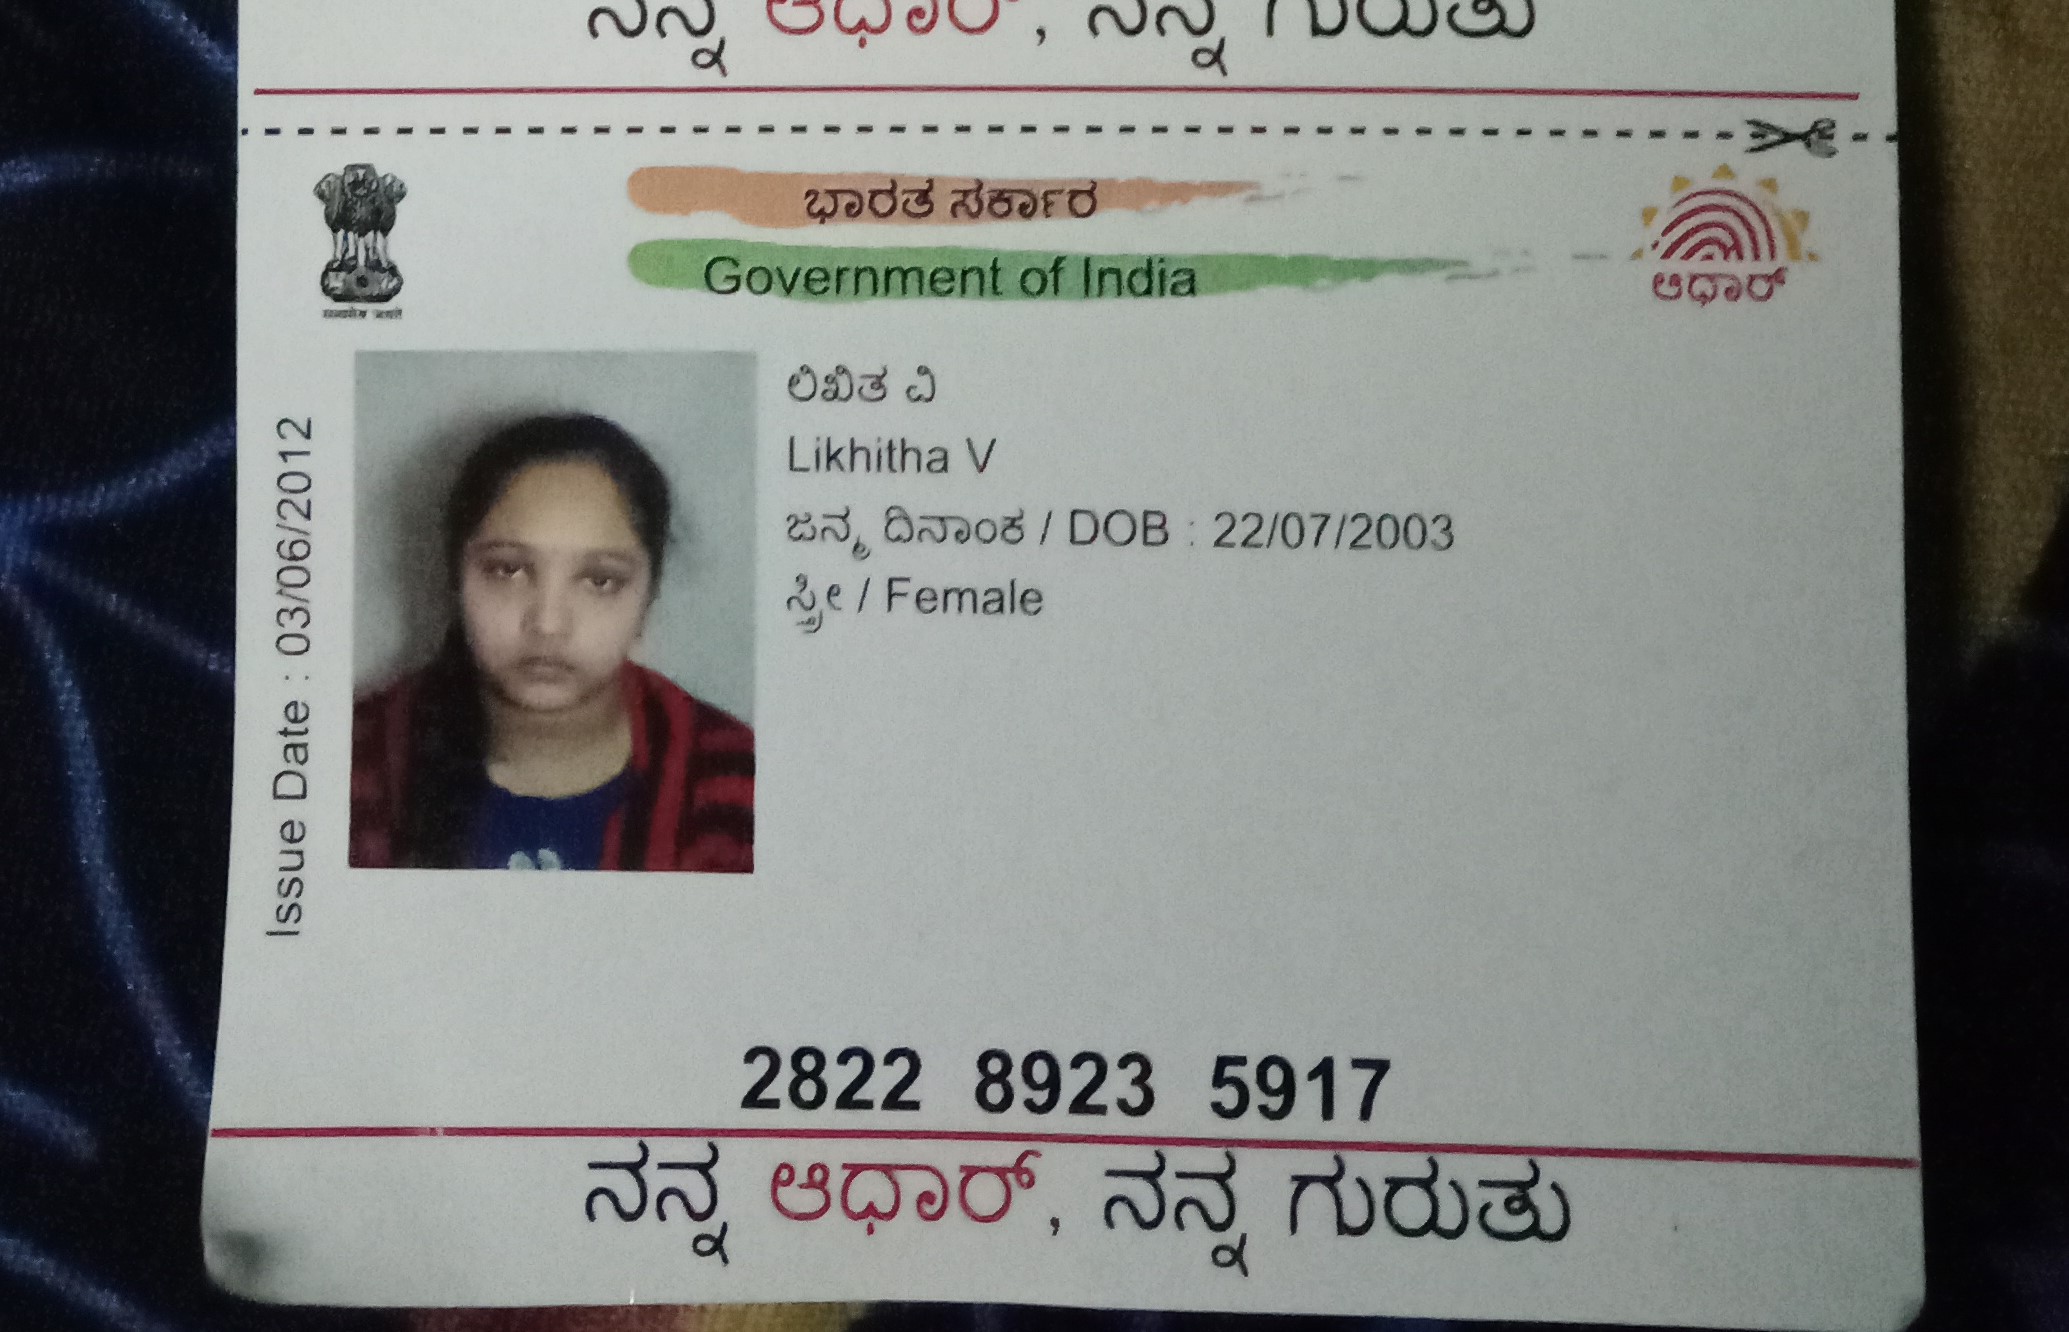 ನನ್ನ ಆಧಾರ್, ನನ್ನ ಗುರುತು
ಭಾರತ ಸರ್ಕಾರ
Government of India
ಆಧಾರ್
Issue Date : 03/06/2012
ಲಿಖಿತ ವಿ
Likhitha V
ಜನ್ಮ ದಿನಾಂಕ / DOB : 22/07/2003
ಸ್ತ್ರೀ / Female
2822 8923 5917
ನನ್ನ ಆಧಾರ್, ನನ್ನ ಗುರುತು